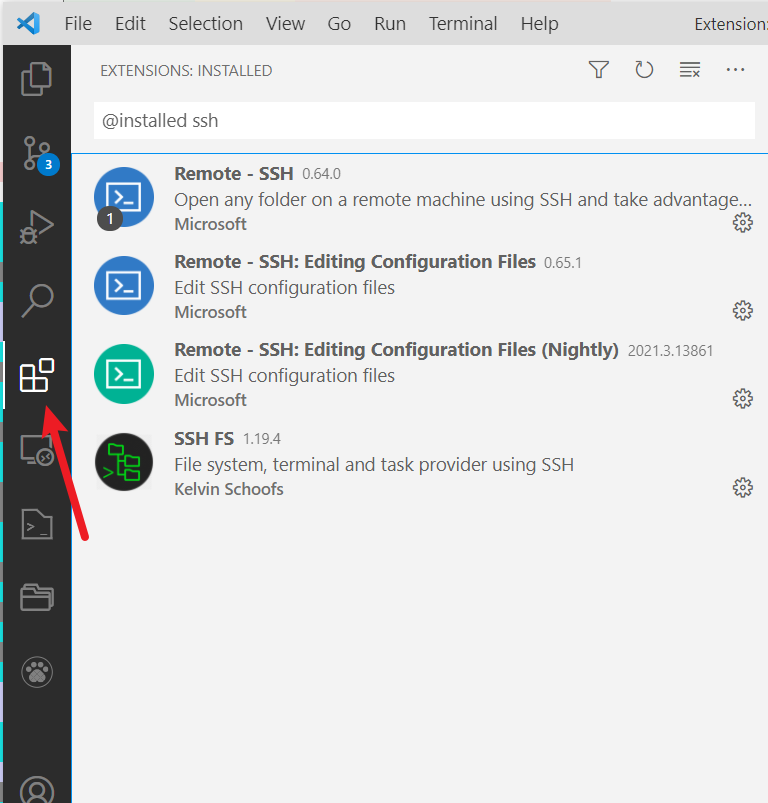 File Edit Selection View Go Run Terminal Help Extension:
EXTENSIONS: INSTALLED
@installed ssh
3
Remote - SSH 0.64.0
Open any folder on a remote machine using SSH and take advantage...
1
Microsoft
Remote - SSH: Editing Configuration Files 0.65.1
Edit SSH configuration files
Microsoft
Remote - SSH: Editing Configuration Files (Nightly) 2021.3.13861
Edit SSH configuration files
Microsoft
SSH FS 1.19.4
File system, terminal and task provider using SSH
Kelvin Schoofs